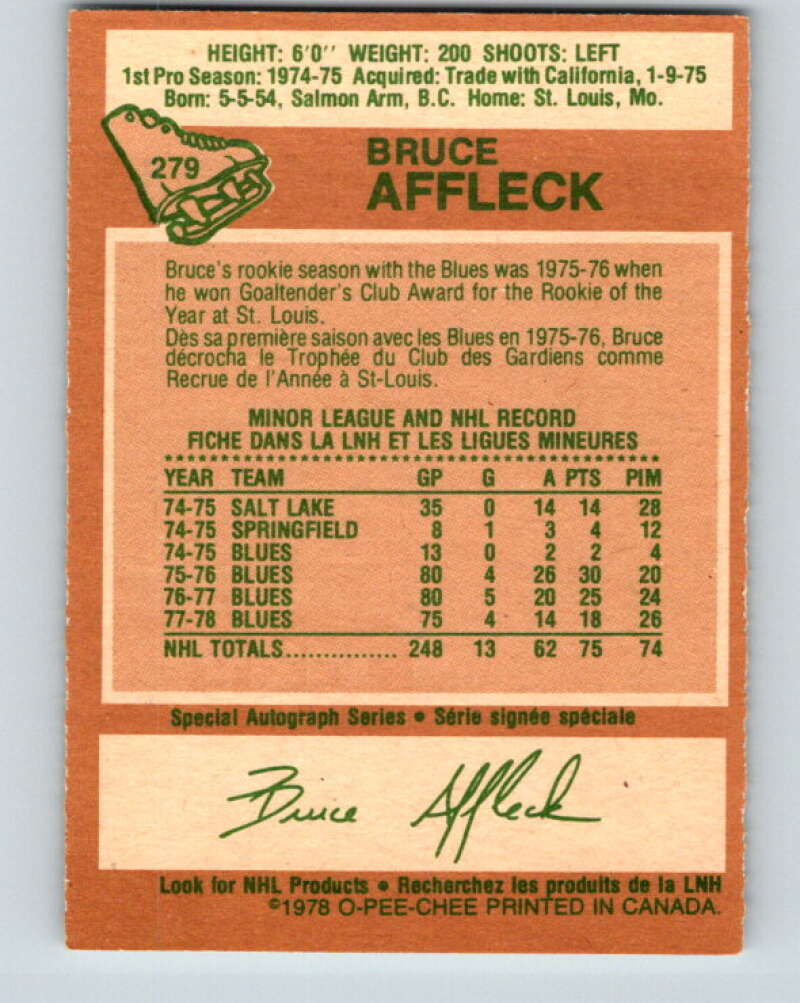 HEIGHT: 6'0'' WEIGHT: 200 SHOOTS: LEFT
1st Pro Season: 1974-75 Acquired: Trade with California, 1-9-75
Born: 5-5-54, Salmon Arm, B.C. Home: St. Louis, Mo.
279
BRUCE
AFFLECK
Bruce's rookie season with the Blues was 1975-76 when
he won Goaltender's Club Award for the Rookie of the
Year at St. Louis.
Dès sa première saison avec les Blues en 1975-76, Bruce
décrocha le Trophée du Club des Gardiens comme
Recrue de l'Année à St-Louis.
MINOR LEAGUE AND NHL RECORD
FICHE DANS LA LNH ET LES LIGUES MINEURES
YEAR TEAM GP G A PTS PIM
74-75 SALT LAKE 35 0 14 14 28
74-75 SPRINGFIELD 8 1 3 4 12
74-75 BLUES 13 0 2 2 4
75-76 BLUES 80 4 26 30 20
76-77 BLUES 80 5 20 25 24
77-78 BLUES 75 4 14 18 26
NHL TOTALS............... 248 13 62 75 74
Special Autograph Series • Série signée spéciale
Bruce Affleck
Look for NHL Products • Recherchez les produits de la LNH
©1978 O-PEE-CHEE PRINTED IN CANADA.